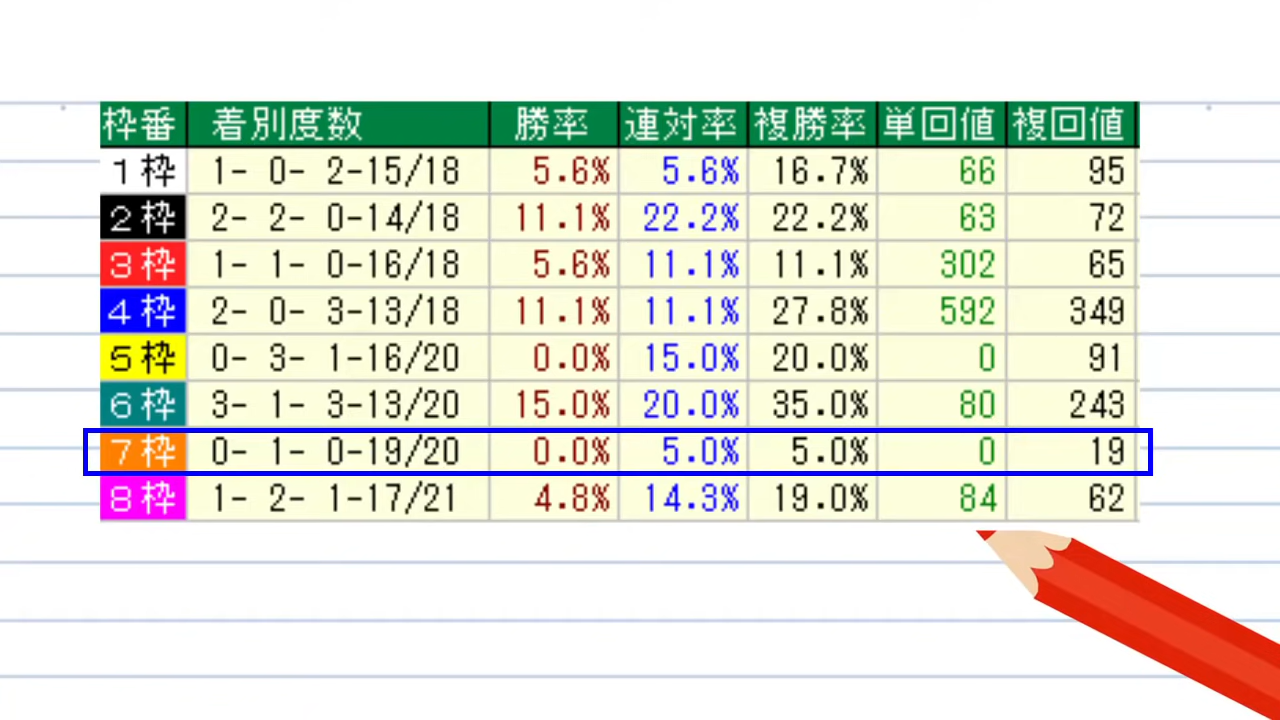 枠番 着別度数 勝率 連対率 複勝率 単回値 複回値
1枠 1- 0- 2-15/18 5.6% 5.6% 16.7% 66 95
2枠 2- 2- 0-14/18 11.1% 22.2% 22.2% 63 72
3枠 1- 1- 0-16/18 5.6% 11.1% 11.1% 302 65
4枠 2- 0- 3-13/18 11.1% 11.1% 27.8% 592 349
5枠 0- 3- 1-16/20 0.0% 15.0% 20.0% 0 91
6枠 3- 1- 3-13/20 15.0% 20.0% 35.0% 80 243
7枠 0- 1- 0-19/20 0.0% 5.0% 5.0% 0 19
8枠 1- 2- 1-17/21 4.8% 14.3% 19.0% 84 62